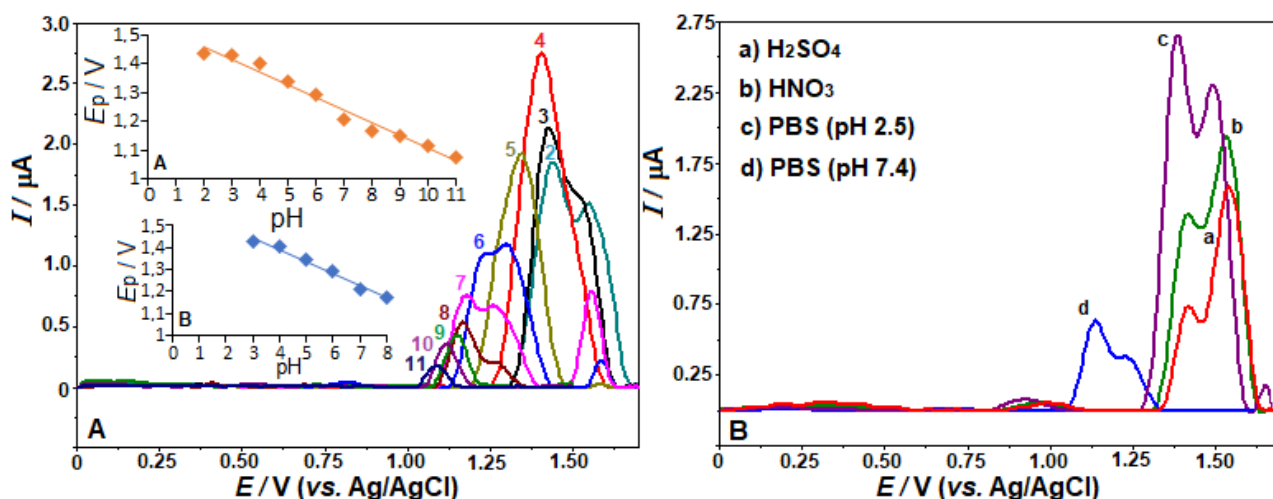 3.0
2.5
2.0
1.5
1.0
0.5
0
I / µA
0
0.25
0.50
0.75
1.00
1.25
1.50
E / V (vs. Ag/AgCl)
A
2
3
4
5
6
7
8
9
10
11
1,5
1,4
1,3
1,2
1,1
1
Ep / V
A
1 2 3 4 5 6 7 8 9 10 11
pH
1,5
1,4
1,3
1,2
1,1
1
Ep / V
B
0 1 2 3 4 5 6 7 8
pH
2.75
2.25
1.75
1.25
0.75
0.25
I / µA
0
0.25
0.50
0.75
1.00
1.25
1.50
E / V (vs. Ag/AgCl)
B
a) H₂SO₄
b) HNO₃
c) PBS (pH 2.5)
d) PBS (pH 7.4)
c
b
a
d